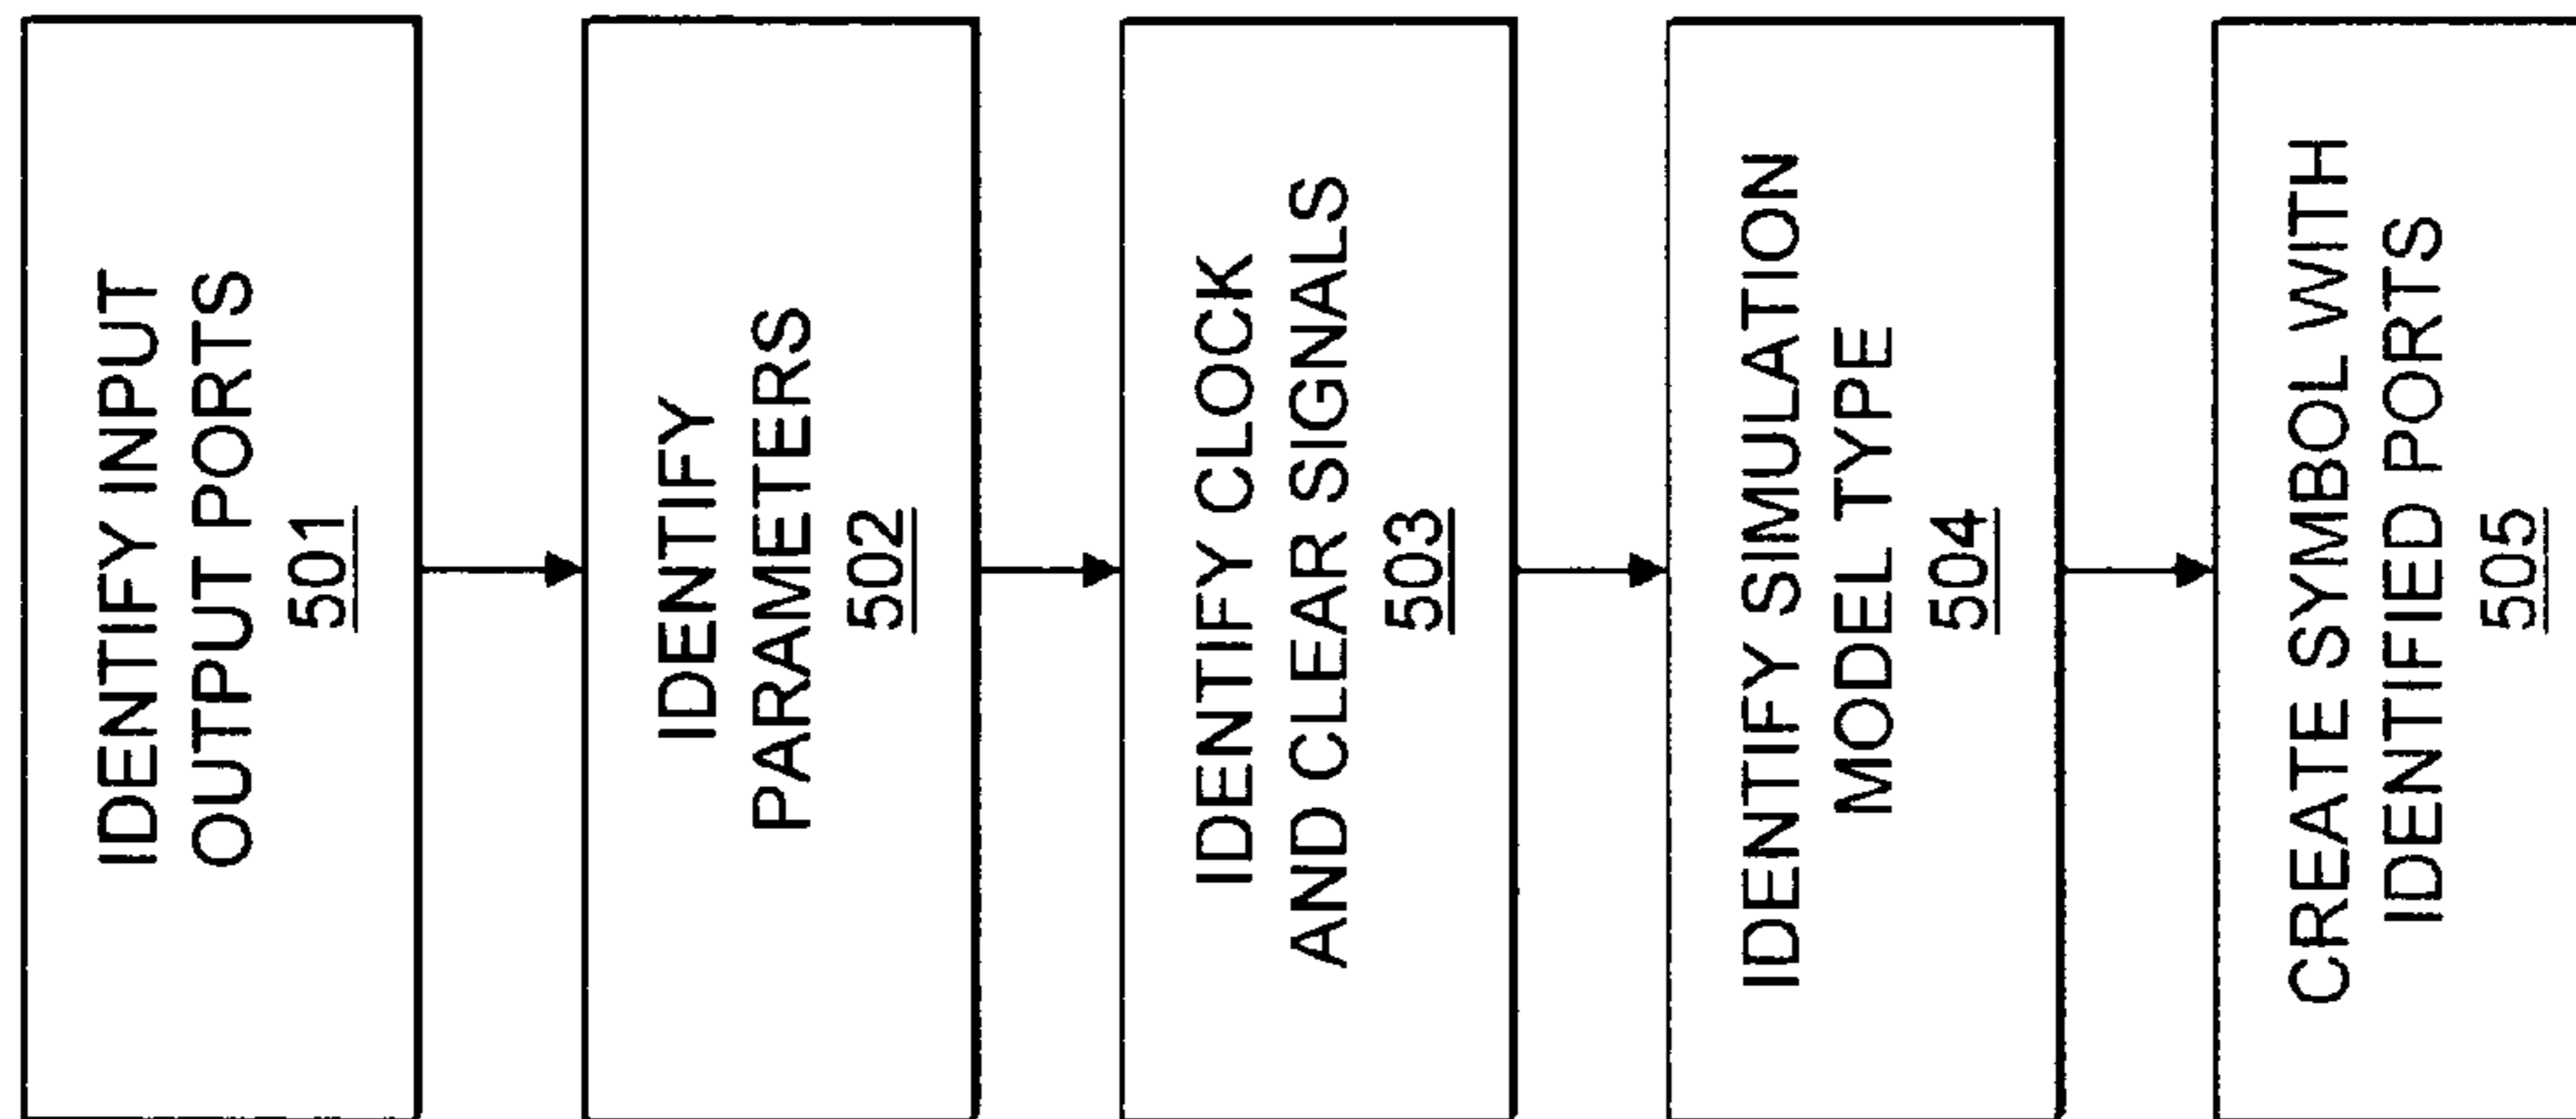 IDENTIFY INPUT
OUTPUT PORTS
501
IDENTIFY
PARAMETERS
502
IDENTIFY CLOCK
AND CLEAR SIGNALS
503
IDENTIFY SIMULATION
MODEL TYPE
504
CREATE SYMBOL WITH
IDENTIFIED PORTS
505